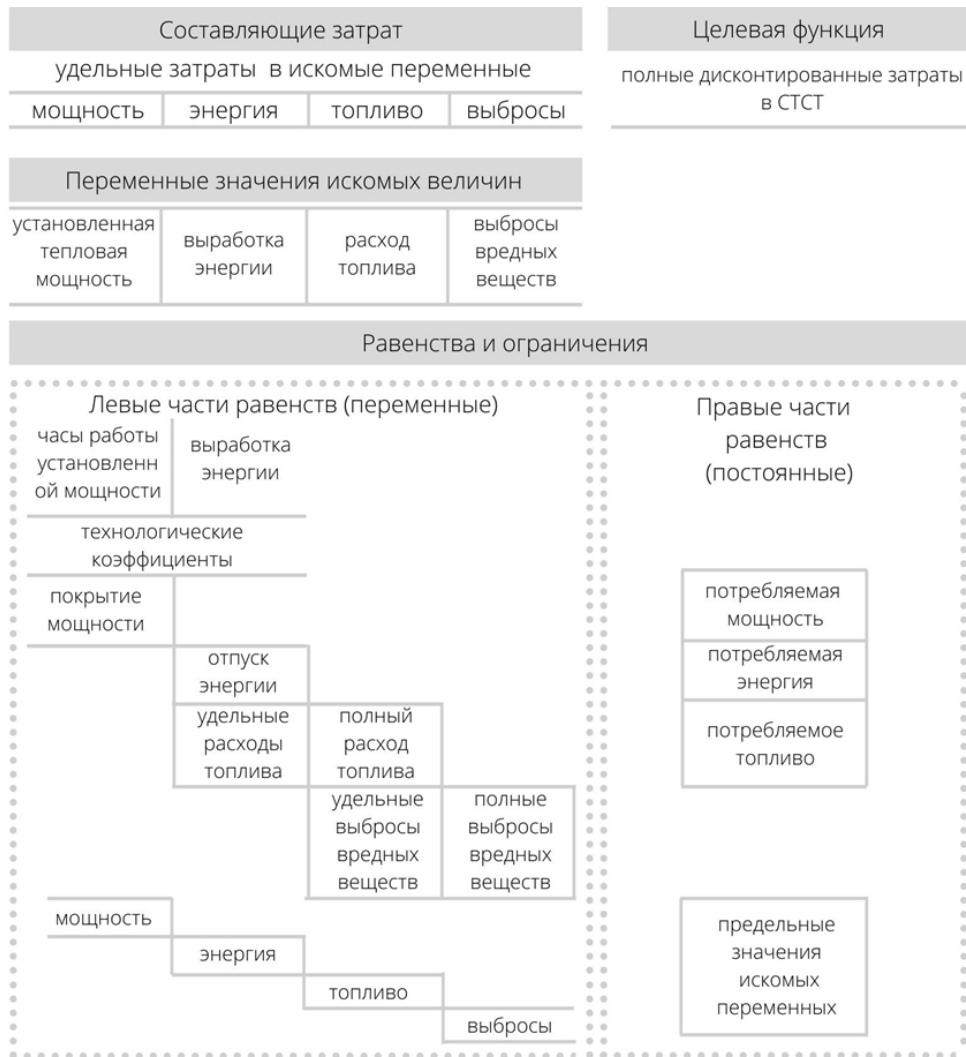 Составляющие затрат
удельные затраты в искомые переменные
мощность энергия топливо выбросы
Целевая функция
полные дисконтированные затраты
в СТСТ
Переменные значения искомых величин
установленная
тепловая
мощность
выработка
энергии
расход
топлива
выбросы
вредных
веществ
Равенства и ограничения
Левые части равенств (переменные)
часы работы
установленн
ой мощности
выработка
энергии
технологические
коэффициенты
покрытие
мощности
отпуск
энергии
удельные
расходы
топлива
полный
расход
топлива
удельные
выбросы
вредных
веществ
полные
выбросы
вредных
веществ
мощность
энергия
топливо
выбросы
Правые части
равенств
(постоянные)
потребляемая
мощность
потребляемая
энергия
потребляемое
топливо
предельные
значения
искомых
переменных